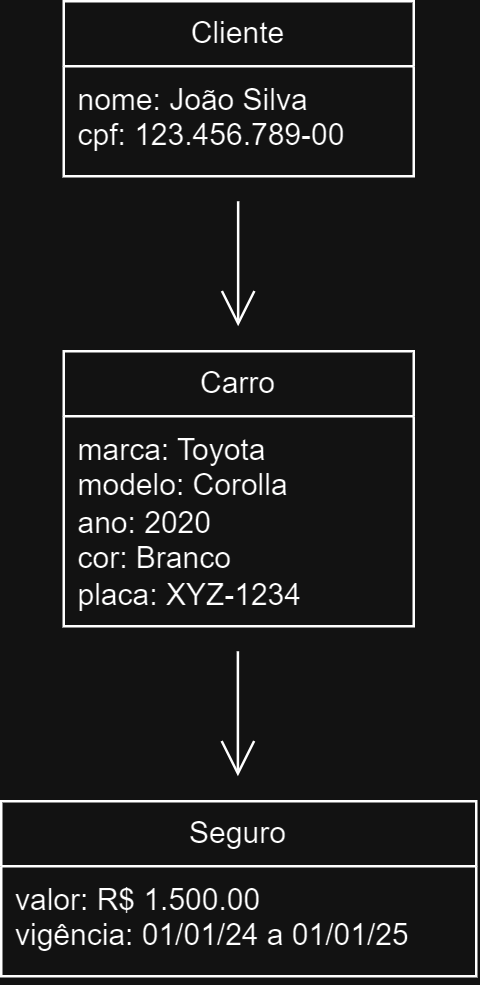 Cliente
nome: João Silva
cpf: 123.456.789-00
Carro
marca: Toyota
modelo: Corolla
ano: 2020
cor: Branco
placa: XYZ-1234
Seguro
valor: R$ 1.500.00
vigência: 01/01/24 a 01/01/25